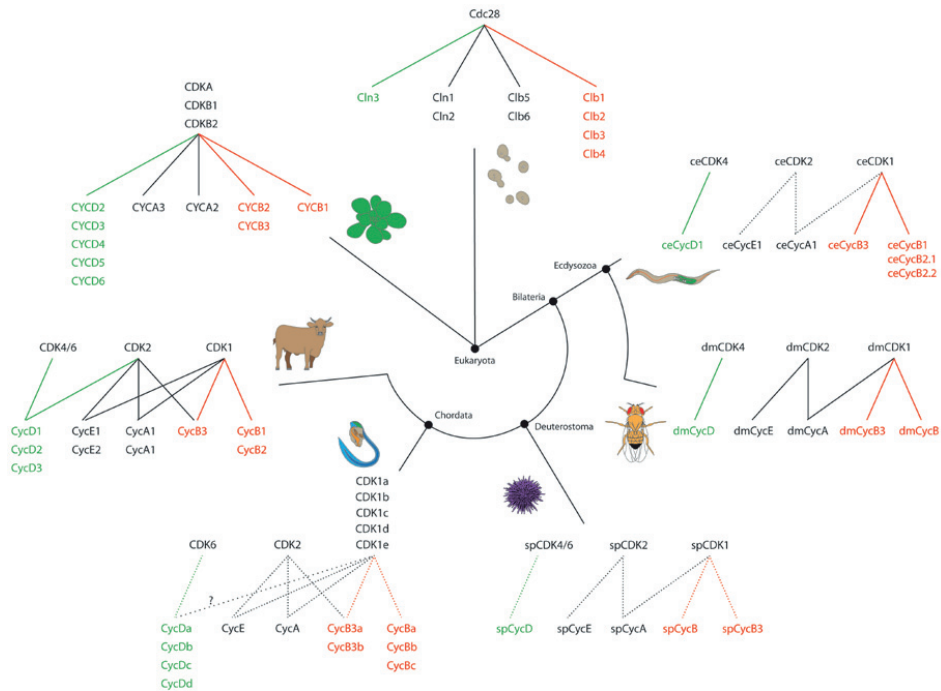 Cdc28
Cln3
Cln1
Cln2
Clb5
Clb6
Clb1
Clb2
Clb3
Clb4
CDKA
CDKB1
CDKB2
CYCD2
CYCD3
CYCD4
CYCD5
CYCD6
CYCA3
CYCA2
CYCB2
CYCB3
CYCB1
ceCDK4
ceCDK2
ceCDK1
ceCycD1
ceCycE1
ceCycA1
ceCycB3
ceCycB1
ceCycB2.1
ceCycB2.2
Ecdysozoa
Bilateria
Eukaryota
Chordata
Deuterostoma
CDK4/6
CDK2
CDK1
CycD1
CycD2
CycD3
CycE1
CycE2
CycA1
CycA1
CycB3
CycB1
CycB2
dmCDK4
dmCDK2
dmCDK1
dmCycD
dmCycE
dmCycA
dmCycB3
dmCycB
CDK1a
CDK1b
CDK1c
CDK1d
CDK1e
CDK6
CDK2
?
CycDa
CycDb
CycDc
CycDd
CycE
CycA
CycB3a
CycB3b
CycBa
CycBb
CycBc
spCDK4/6
spCDK2
spCDK1
spCycD
spCycE
spCycA
spCycB
spCycB3